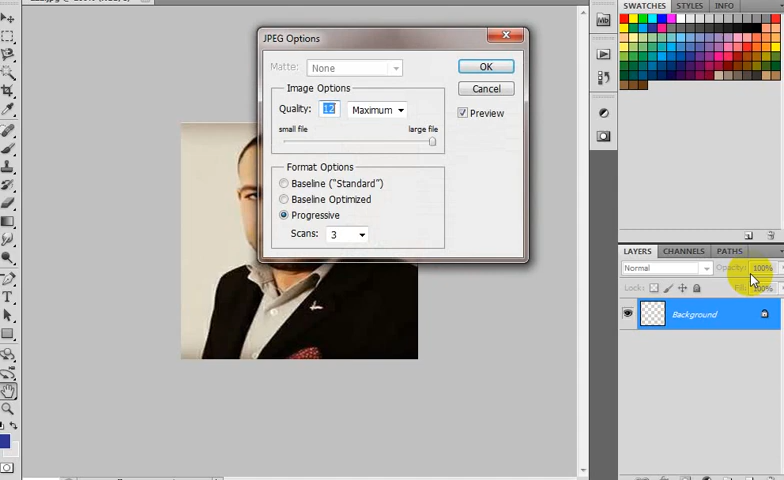 SWATCHES STYLES INFO
JPEG Options
Matte: None
OK
Image Options
Cancel
Quality: 12 Maximum
Preview
small file large file
Format Options
Baseline ("Standard")
Baseline Optimized
Progressive
Scans: 3
LAYERS CHANNELS PATHS
Normal Opacity: 100%
Lock: Fill: 100%
Background